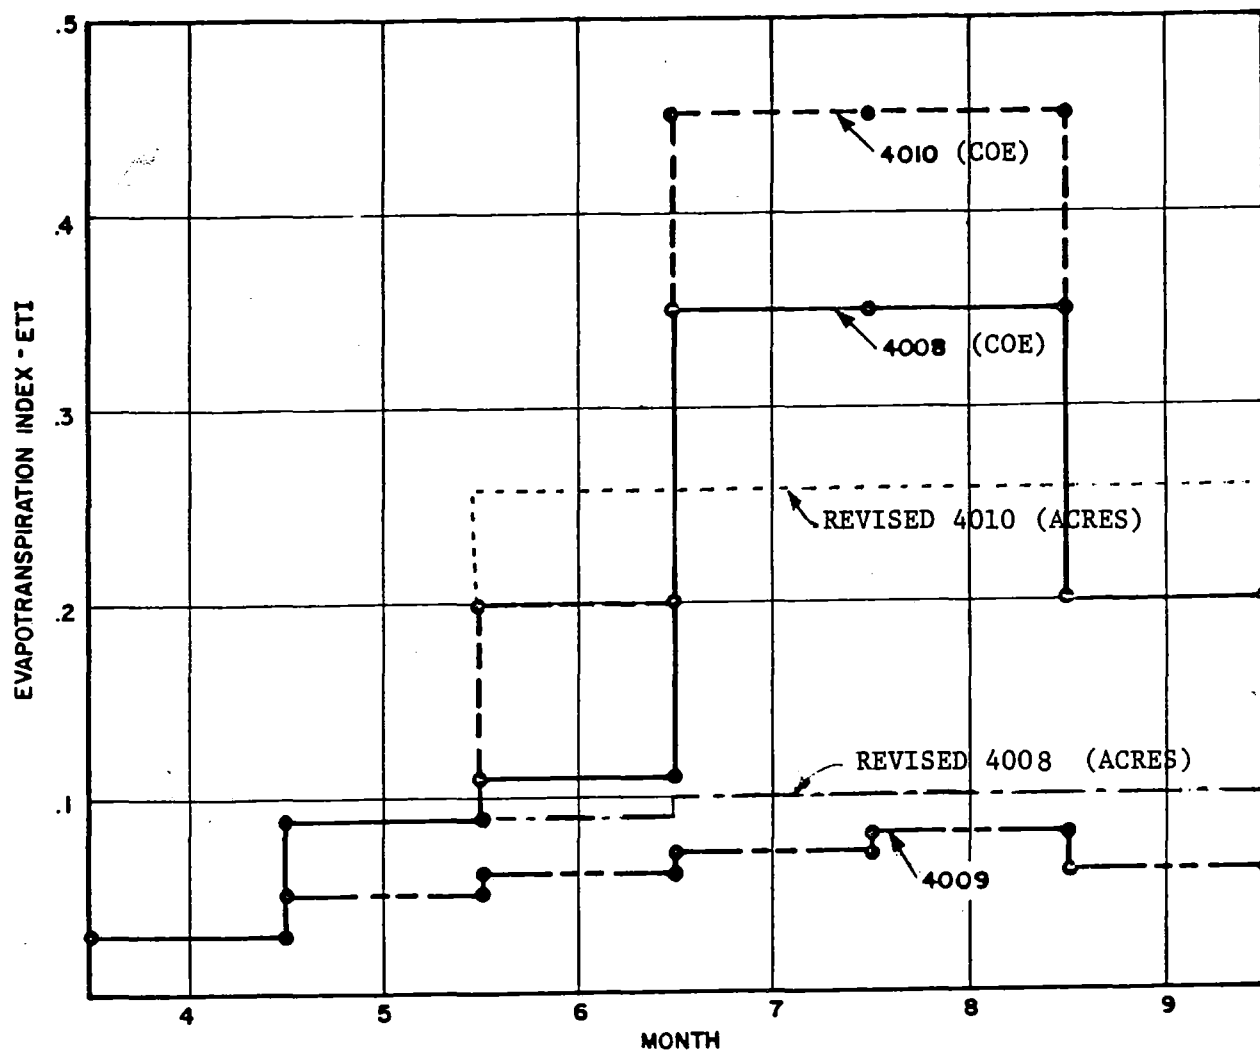 .5
4010 (COE)
.4
EVAPOTRANSPIRATION INDEX - ETI
4008 (COE)
.3
REVISED 4010 (ACRES)
.2
REVISED 4008 (ACRES)
.1
4009
4 5 6 7 8 9
MONTH